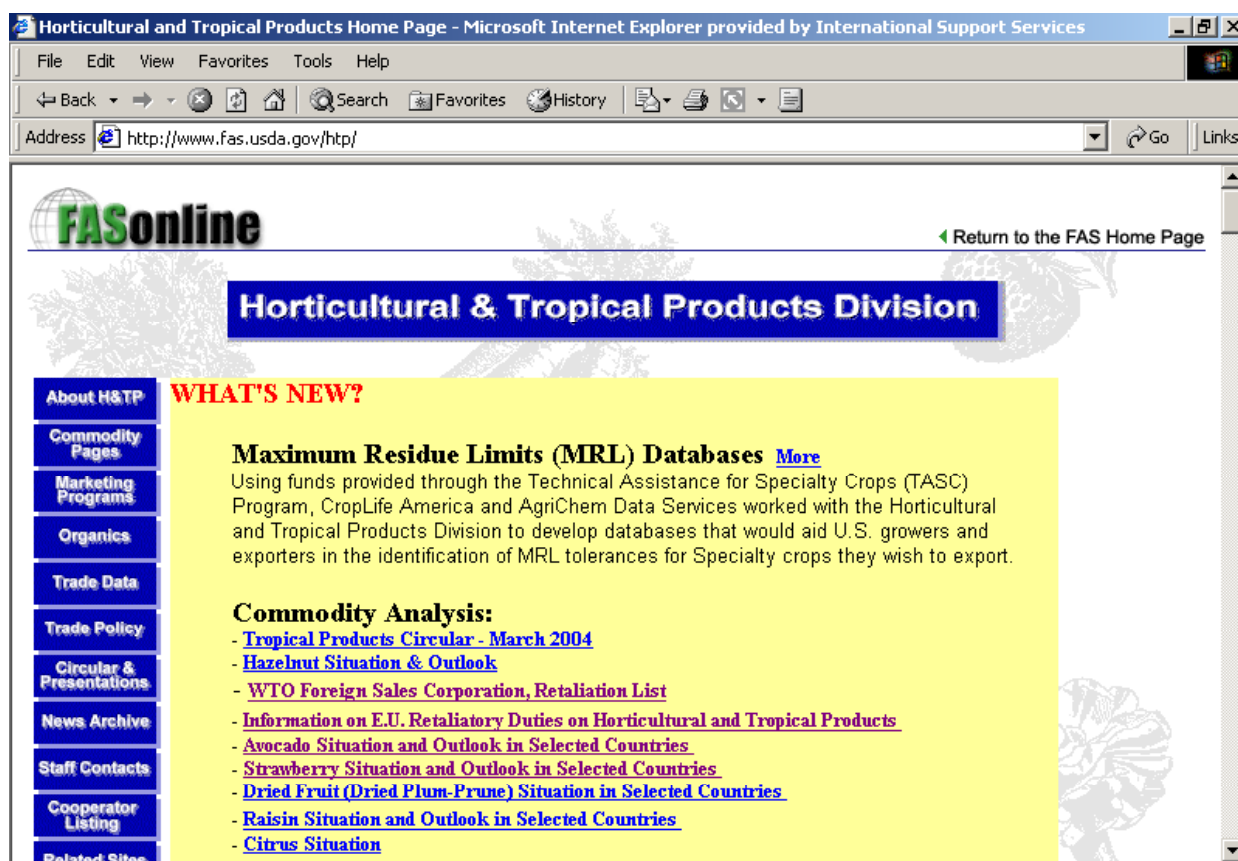 Horticultural and Tropical Products Home Page - Microsoft Internet Explorer provided by International Support Services
File Edit View Favorites Tools Help
Back Search Favorites History
Address http://www.fas.usda.gov/htp/ Go Links
FASonline
Return to the FAS Home Page
Horticultural & Tropical Products Division
About H&TP
Commodity
Pages
Marketing
Programs
Organics
Trade Data
Trade Policy
Circular &
Presentations
News Archive
Staff Contacts
Cooperator
Listing
Related Sites
WHAT'S NEW?
Maximum Residue Limits (MRL) Databases More
Using funds provided through the Technical Assistance for Specialty Crops (TASC)
Program, CropLife America and AgriChem Data Services worked with the Horticultural
and Tropical Products Division to develop databases that would aid U.S. growers and
exporters in the identification of MRL tolerances for Specialty crops they wish to export.
Commodity Analysis:
- Tropical Products Circular - March 2004
- Hazelnut Situation & Outlook
- WTO Foreign Sales Corporation, Retaliation List
- Information on E.U. Retaliatory Duties on Horticultural and Tropical Products
- Avocado Situation and Outlook in Selected Countries
- Strawberry Situation and Outlook in Selected Countries
- Dried Fruit (Dried Plum-Prune) Situation in Selected Countries
- Raisin Situation and Outlook in Selected Countries
- Citrus Situation